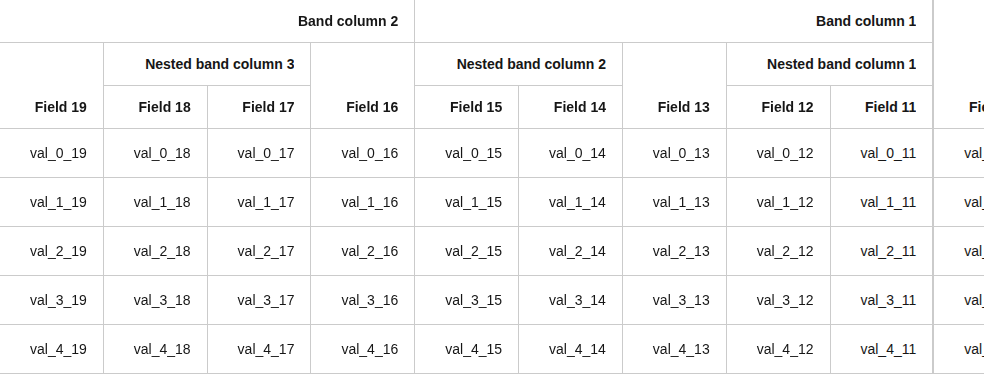 Band column 2 Band column 1
Nested band column 3 Nested band column 2 Nested band column 1
Field 19 Field 18 Field 17 Field 16 Field 15 Field 14 Field 13 Field 12 Field 11
val_0_19 val_0_18 val_0_17 val_0_16 val_0_15 val_0_14 val_0_13 val_0_12 val_0_11
val_1_19 val_1_18 val_1_17 val_1_16 val_1_15 val_1_14 val_1_13 val_1_12 val_1_11
val_2_19 val_2_18 val_2_17 val_2_16 val_2_15 val_2_14 val_2_13 val_2_12 val_2_11
val_3_19 val_3_18 val_3_17 val_3_16 val_3_15 val_3_14 val_3_13 val_3_12 val_3_11
val_4_19 val_4_18 val_4_17 val_4_16 val_4_15 val_4_14 val_4_13 val_4_12 val_4_11